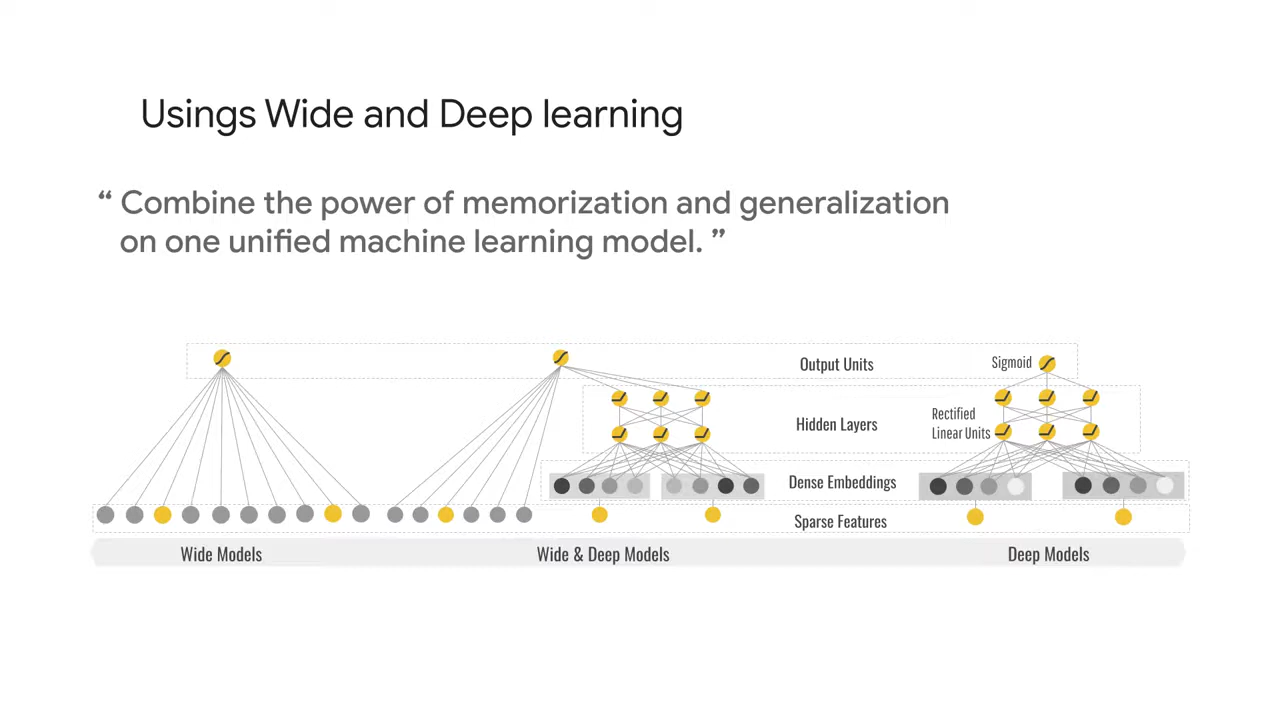 Usings Wide and Deep learning
“ Combine the power of memorization and generalization
on one unified machine learning model. ”
Output Units
Sigmoid
Hidden Layers
Rectified
Linear Units
Dense Embeddings
Sparse Features
Wide Models
Wide & Deep Models
Deep Models